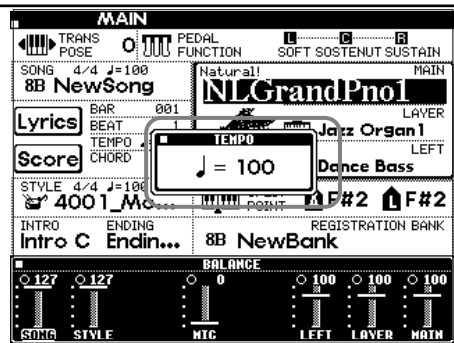 MAIN
TRANSPOSE 0 PEDAL FUNCTION L C R
SOFT SOSTENUT SUSTAIN
SONG 4/4 ♩=100
8B NewSong
Natural! MAIN
NLGrandPno1
Lyrics BAR 001
BEAT 1
LAYER
Jazz Organ1
TEMPO
Score CHORD
LEFT
Dance Bass
TEMPO
♩= 100
STYLE 4/4 ♩=100
4001_Mo...
POINT F#2 F#2
INTRO ENDING REGISTRATION BANK
Intro C Endin... 8B NewBank
BALANCE
127 127 0 100 100 100
SONG STYLE MIC LEFT LAYER MAIN